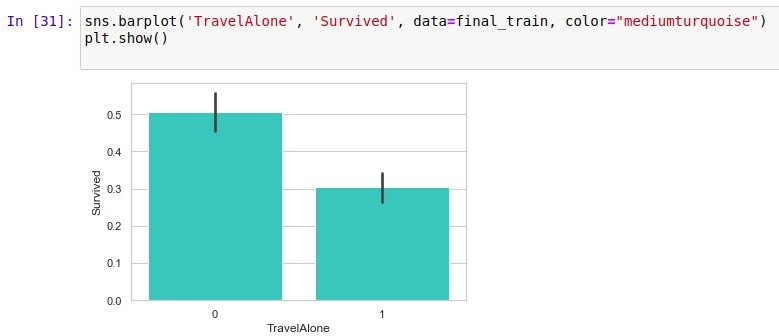 In [31]: sns.barplot('TravelAlone', 'Survived', data=final_train, color="mediumturquoise")
plt.show()
0.5
0.4
0.3
0.2
0.1
0.0
Survived
0 1
TravelAlone